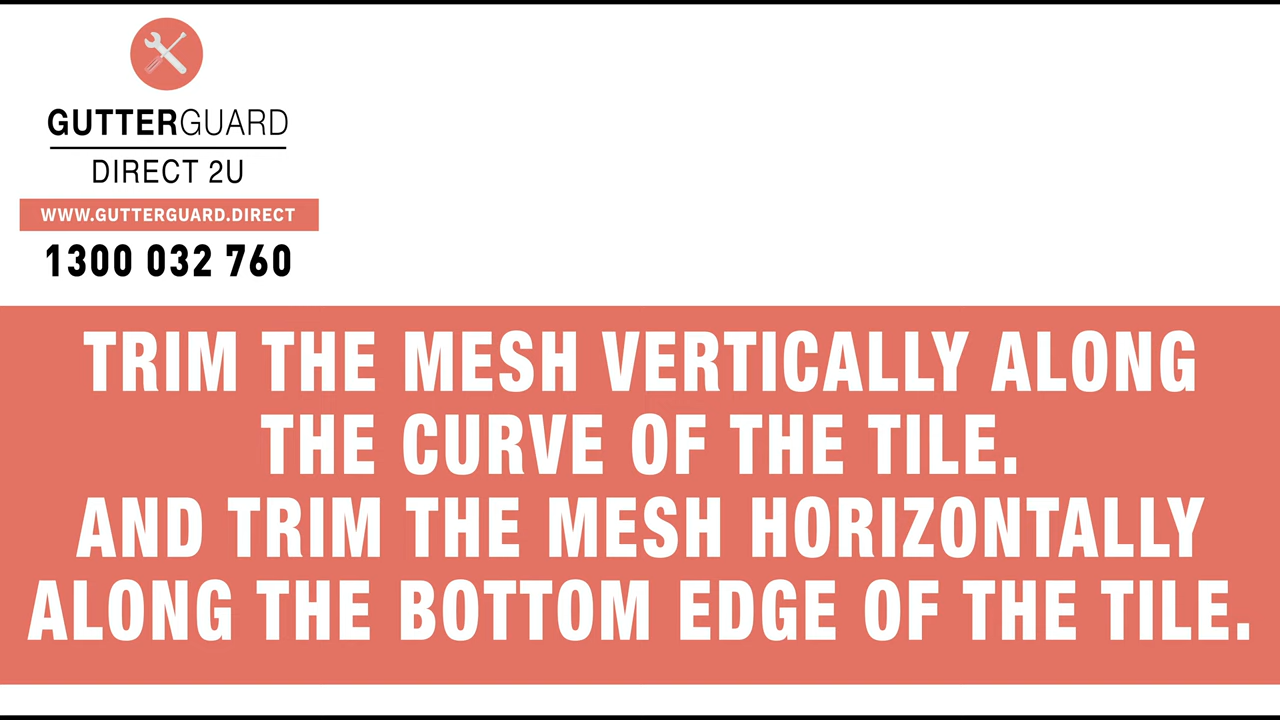 GUTTERGUARD
DIRECT 2U
WWW.GUTTERGUARD.DIRECT
1300 032 760
TRIM THE MESH VERTICALLY ALONG
THE CURVE OF THE TILE.
AND TRIM THE MESH HORIZONTALLY
ALONG THE BOTTOM EDGE OF THE TILE.